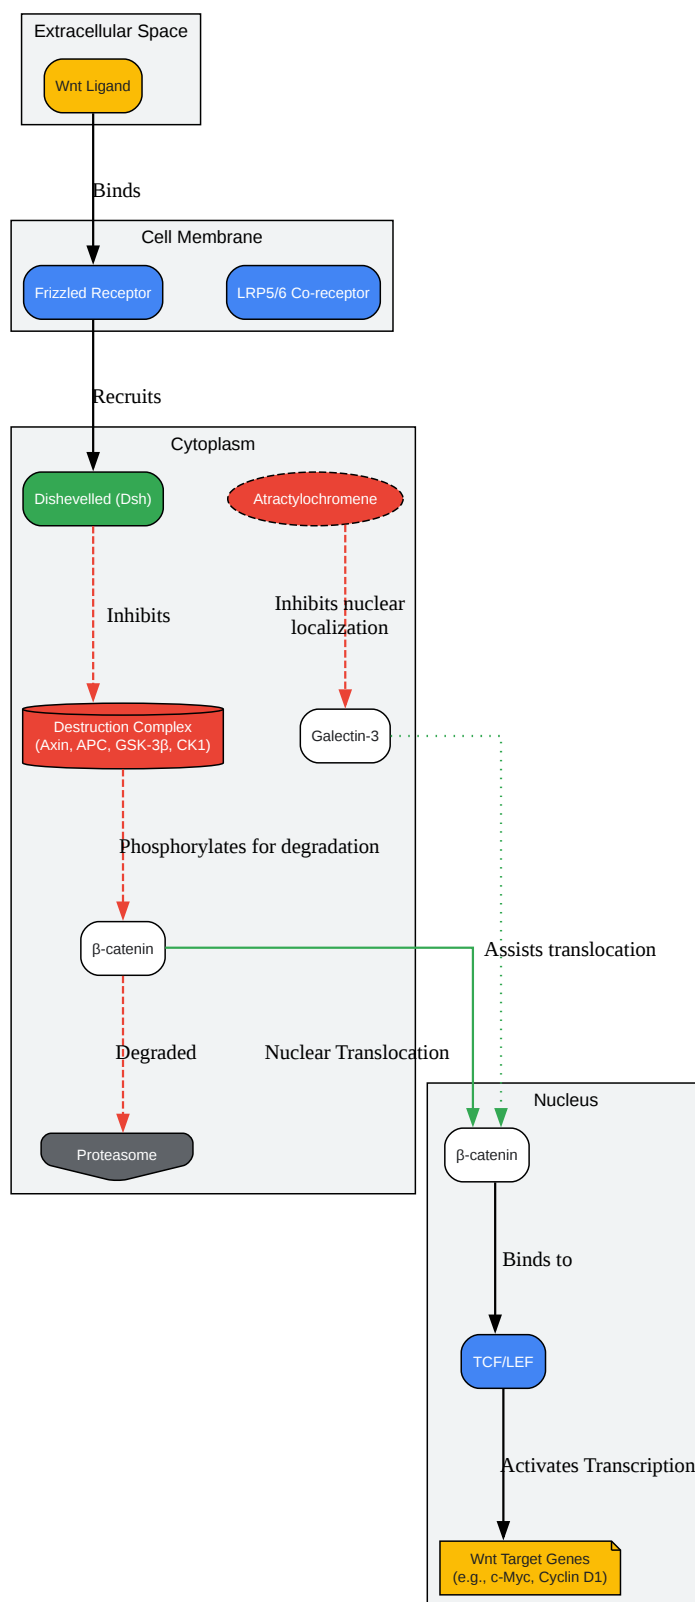 Extracellular Space
Wnt Ligand
Binds
Cell Membrane
Frizzled Receptor
LRP5/6 Co-receptor
Recruits
Cytoplasm
Dishevelled (Dsh)
Atractylochromene
Inhibits
Inhibits nuclear
localization
Destruction Complex
(Axin, APC, GSK-3β, CK1)
Galectin-3
Phosphorylates for degradation
β-catenin
Assists translocation
Degraded
Nuclear Translocation
Nucleus
Proteasome
β-catenin
Binds to
TCF/LEF
Activates Transcription
Wnt Target Genes
(e.g., c-Myc, Cyclin D1)